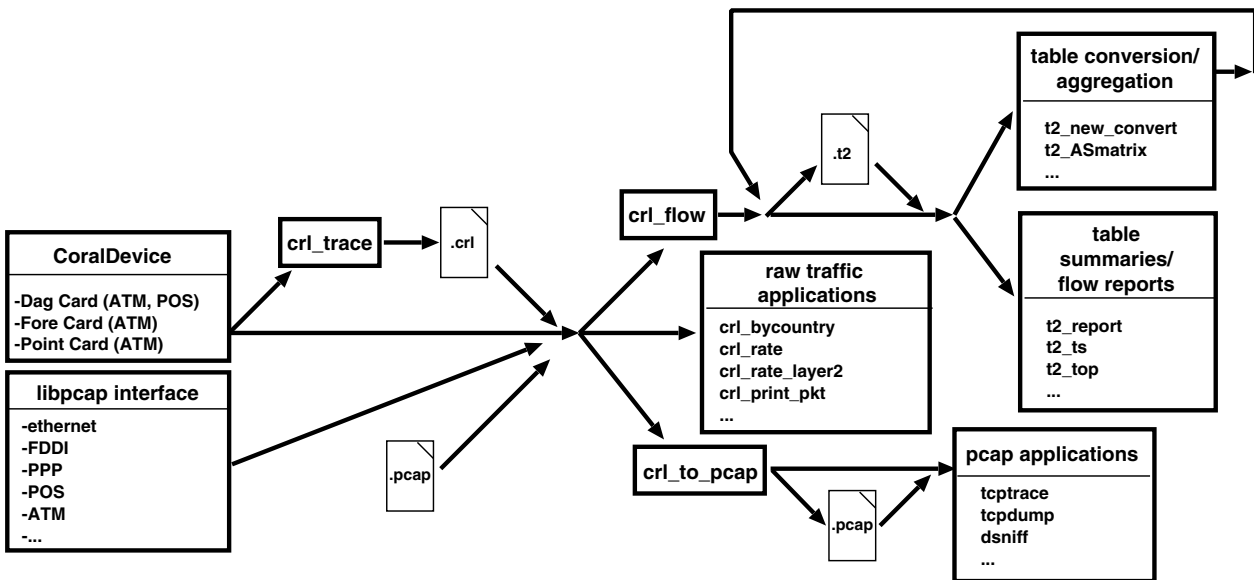 CoralDevice
-Dag Card (ATM, POS)
-Fore Card (ATM)
-Point Card (ATM)
libpcap interface
-ethernet
-FDDI
-PPP
-POS
-ATM
-...
crl_trace
.crl
.pcap
crl_flow
.t2
raw traffic
applications
crl_bycountry
crl_rate
crl_rate_layer2
crl_print_pkt
...
crl_to_pcap
.pcap
table conversion/
aggregation
t2_new_convert
t2_ASmatrix
...
table
summaries/
flow reports
t2_report
t2_ts
t2_top
...
pcap applications
tcptrace
tcpdump
dsniff
...